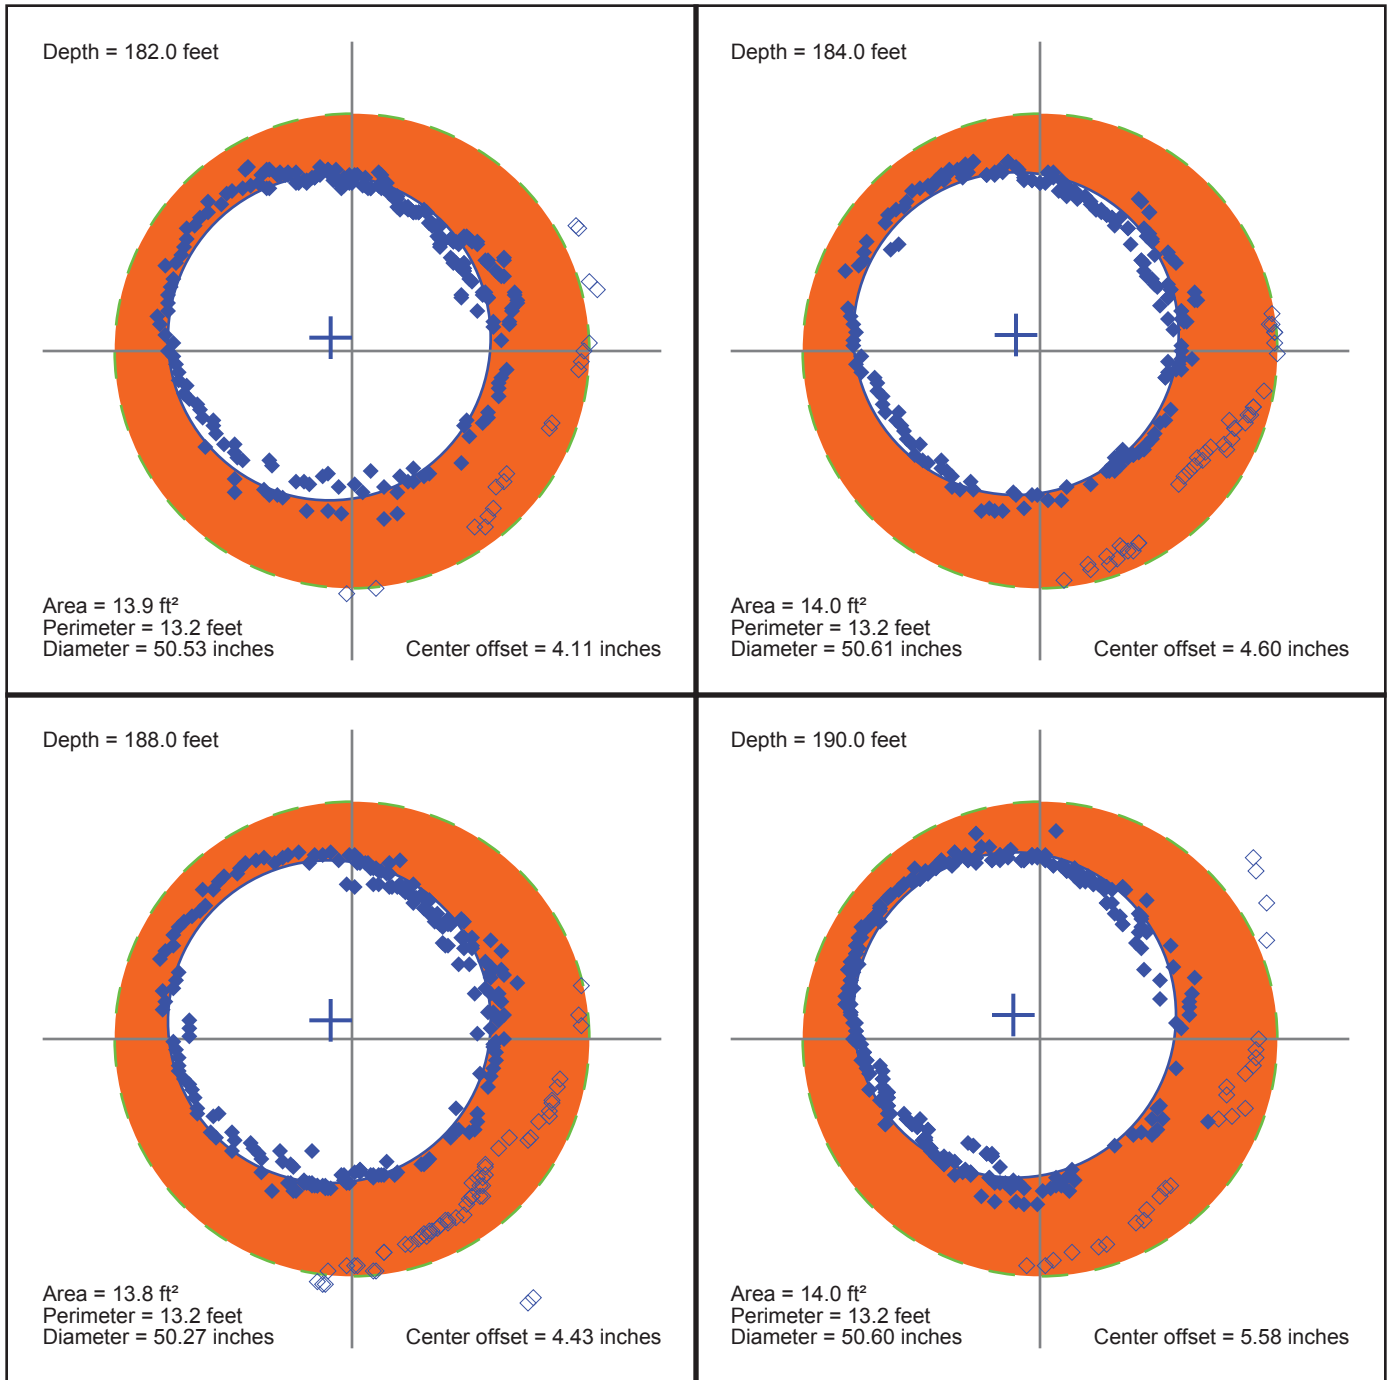 Depth = 182.0 feet
Area = 13.9 ft²
Perimeter = 13.2 feet
Diameter = 50.53 inches
Center offset = 4.11 inches
Depth = 184.0 feet
Area = 14.0 ft²
Perimeter = 13.2 feet
Diameter = 50.61 inches
Center offset = 4.60 inches
Depth = 188.0 feet
Area = 13.8 ft²
Perimeter = 13.2 feet
Diameter = 50.27 inches
Center offset = 4.43 inches
Depth = 190.0 feet
Area = 14.0 ft²
Perimeter = 13.2 feet
Diameter = 50.60 inches
Center offset = 5.58 inches